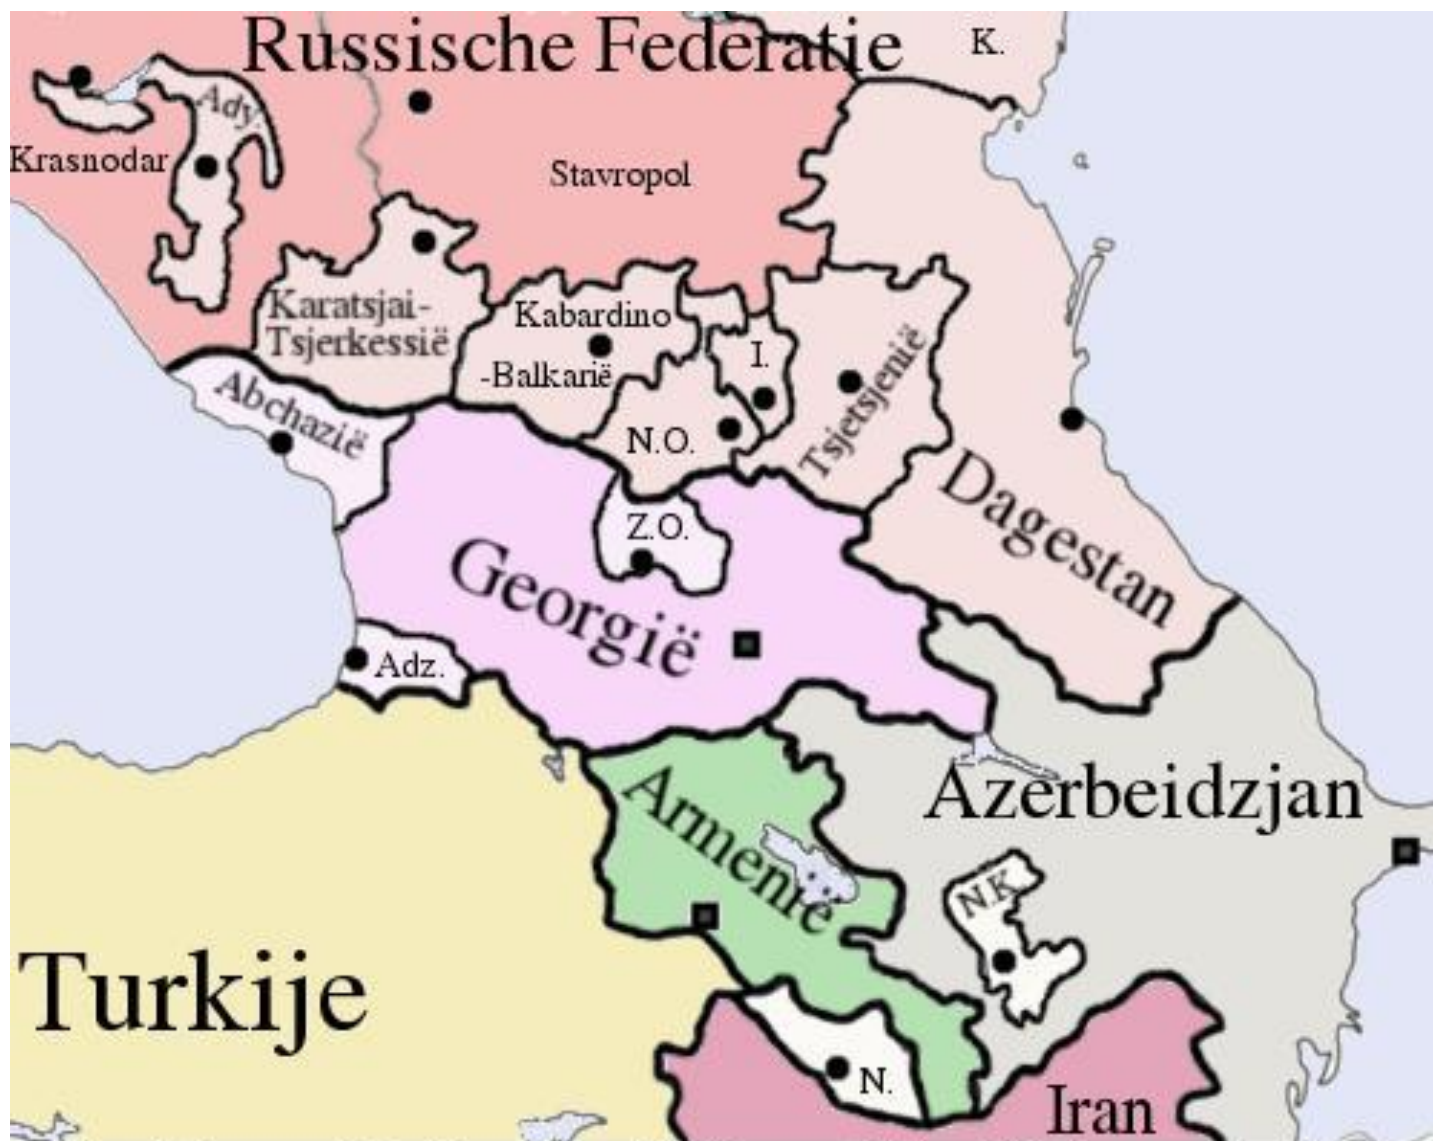 Russische Federatie
K.
Ady.
Krasnodar
Stavropol
Karatsjai-
Tsjerkessië
Kabardino
-Balkarië
I.
Tsjetsjenië
Abchazië
N.O.
Dagestan
Z.O.
Georgië
Adz.
Azerbeidzjan
Armenië
N.K.
Turkije
N.
Iran